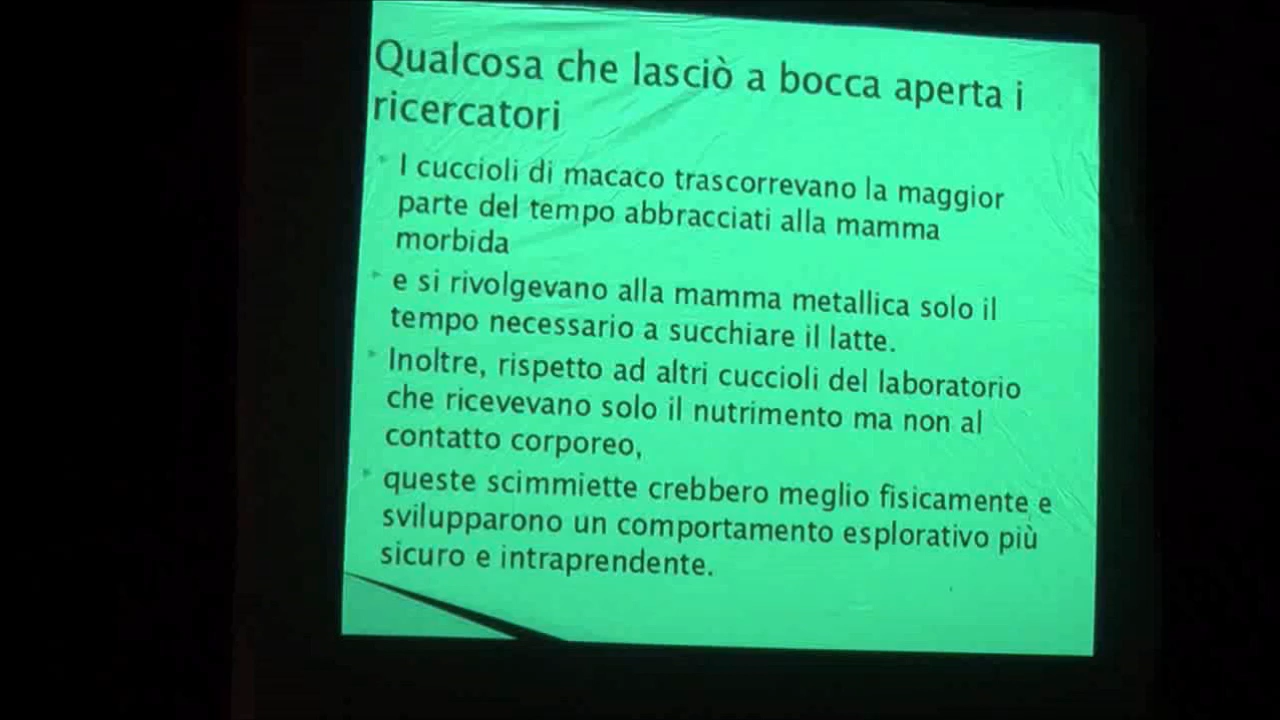 Qualcosa che lasciò a bocca aperta i
ricercatori
I cuccioli di macaco trascorrevano la maggior
parte del tempo abbracciati alla mamma
morbida
e si rivolgevano alla mamma metallica solo il
tempo necessario a succhiare il latte.
Inoltre, rispetto ad altri cuccioli del laboratorio
che ricevevano solo il nutrimento ma non al
contatto corporeo,
queste scimmiette crebbero meglio fisicamente e
svilupparono un comportamento esplorativo più
sicuro e intraprendente.